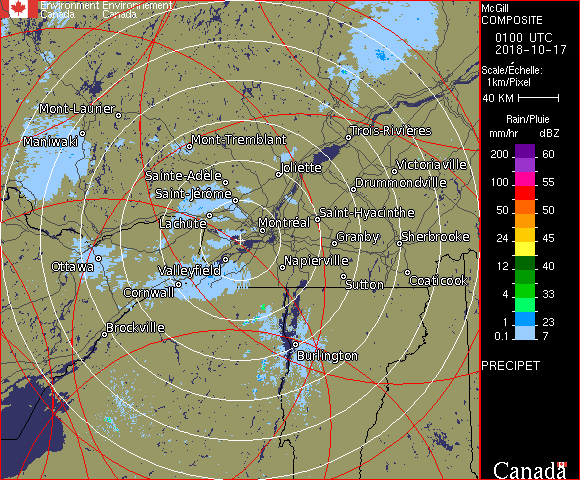 Environment Environnement
Canada Canada
McGill
COMPOSITE
0100 UTC
2018-10-17
Scale/Échelle:
1km/Pixel
40 KM
Rain/Pluie
mm/hr dBZ
200 60
100 55
50 50
24 45
12 40
4 33
1 23
0.1 7
PRECIPET
Canada
Mont-Laurier
Maniwaki
Mont-Tremblant
Trois-Rivières
Joliette
Victoriaville
Sainte-Adèle
Drummondville
Saint-Jérôme
Saint-Hyacinthe
Lachute
Montréal
Granby
Sherbrooke
Ottawa
Valleyfield
Napierville
Cornwall
Sutton
Coaticook
Brockville
Burlington